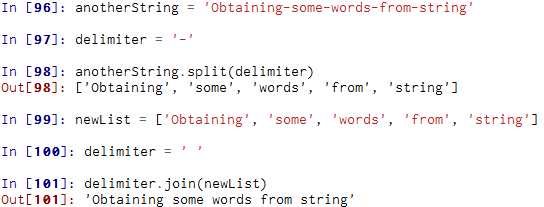 In [96]: anotherString = 'Obtaining-some-words-from-string'
In [97]: delimiter = '-'
In [98]: anotherString.split(delimiter)
Out[98]: ['Obtaining', 'some', 'words', 'from', 'string']
In [99]: newList = ['Obtaining', 'some', 'words', 'from', 'string']
In [100]: delimiter = ' '
In [101]: delimiter.join(newList)
Out[101]: 'Obtaining some words from string'